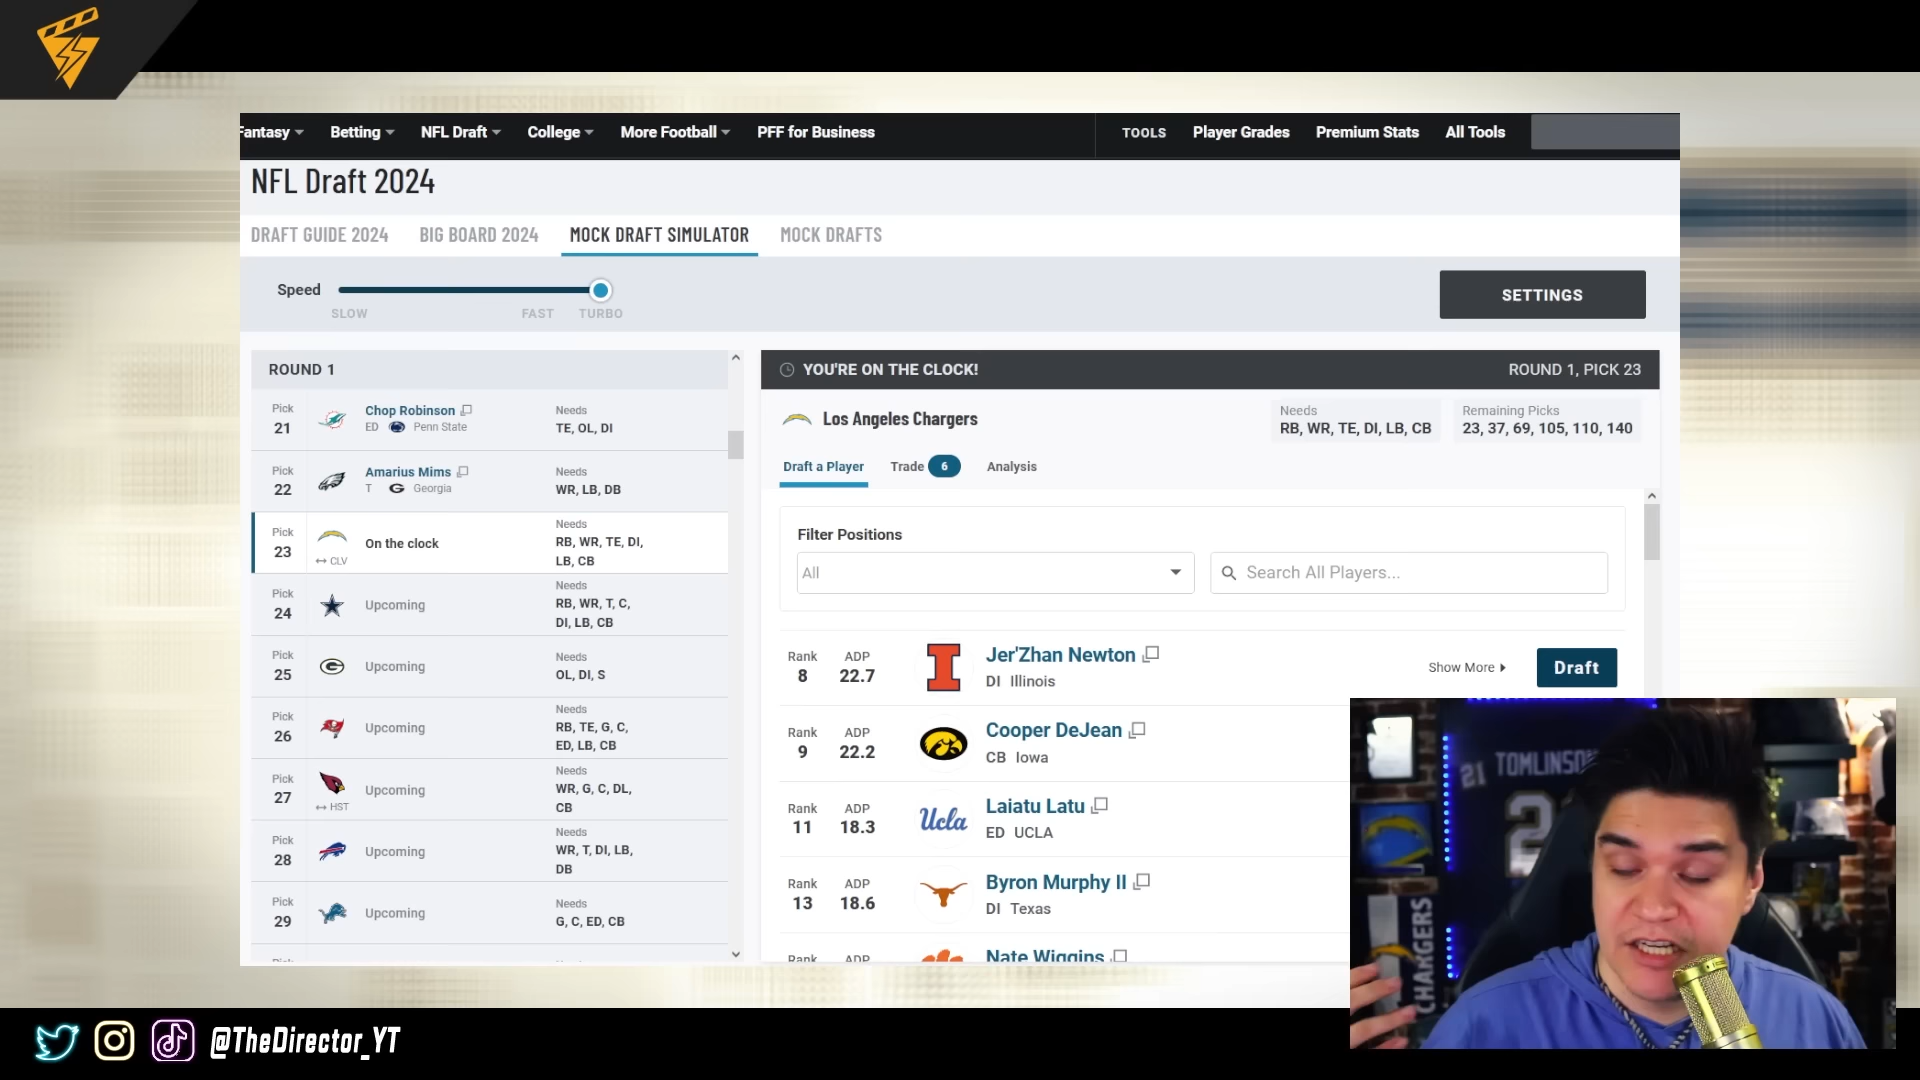 Fantasy
Betting
NFL Draft
College
More Football
PFF for Business
TOOLS
Player Grades
Premium Stats
All Tools
NFL Draft 2024
DRAFT GUIDE 2024
BIG BOARD 2024
MOCK DRAFT SIMULATOR
MOCK DRAFTS
Speed
SLOW
FAST
TURBO
SETTINGS
ROUND 1
Pick
21
Chop Robinson
ED Penn State
Needs
TE, OL, DI
Pick
22
Amarius Mims
T G Georgia
Needs
WR, LB, DB
Pick
23
CLV
On the clock
Needs
RB, WR, TE, DI,
LB, CB
Pick
24
Upcoming
Needs
RB, WR, T, C,
DI, LB, CB
Pick
25
G
Upcoming
Needs
OL, DI, S
Pick
26
Upcoming
Needs
RB, TE, G, C,
ED, LB, CB
Pick
27
HST
Upcoming
Needs
WR, G, C, DL,
CB
Pick
28
Upcoming
Needs
WR, T, DI, LB,
DB
Pick
29
Upcoming
Needs
G, C, ED, CB
YOU'RE ON THE CLOCK!
ROUND 1, PICK 23
Los Angeles Chargers
Needs
RB, WR, TE, DI, LB, CB
Remaining Picks
23, 37, 69, 105, 110, 140
Draft a Player
Trade 6
Analysis
Filter Positions
All
Search All Players...
Rank
8
ADP
22.7
I
Jer'Zhan Newton
DI Illinois
Show More
Draft
Rank
9
ADP
22.2
Cooper DeJean
CB Iowa
Rank
11
ADP
18.3
Ucla
Laiatu Latu
ED UCLA
Rank
13
ADP
18.6
Byron Murphy II
DI Texas
Rank
ADP
Nate Wiggins
21
TOMLINSON
2
CHARGERS
@TheDirector_YT